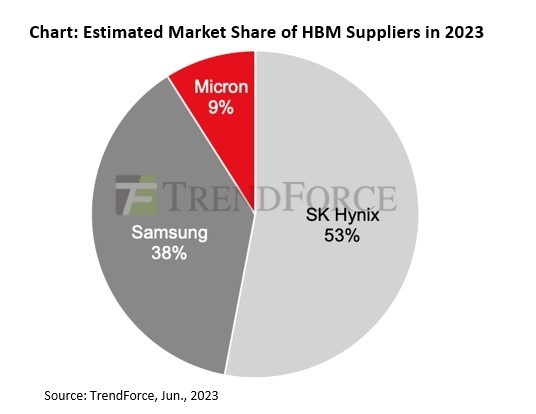 Chart: Estimated Market Share of HBM Suppliers in 2023
Micron
9%
TRENDFORCE
SK Hynix
53%
Samsung
38%
Source: TrendForce, Jun., 2023